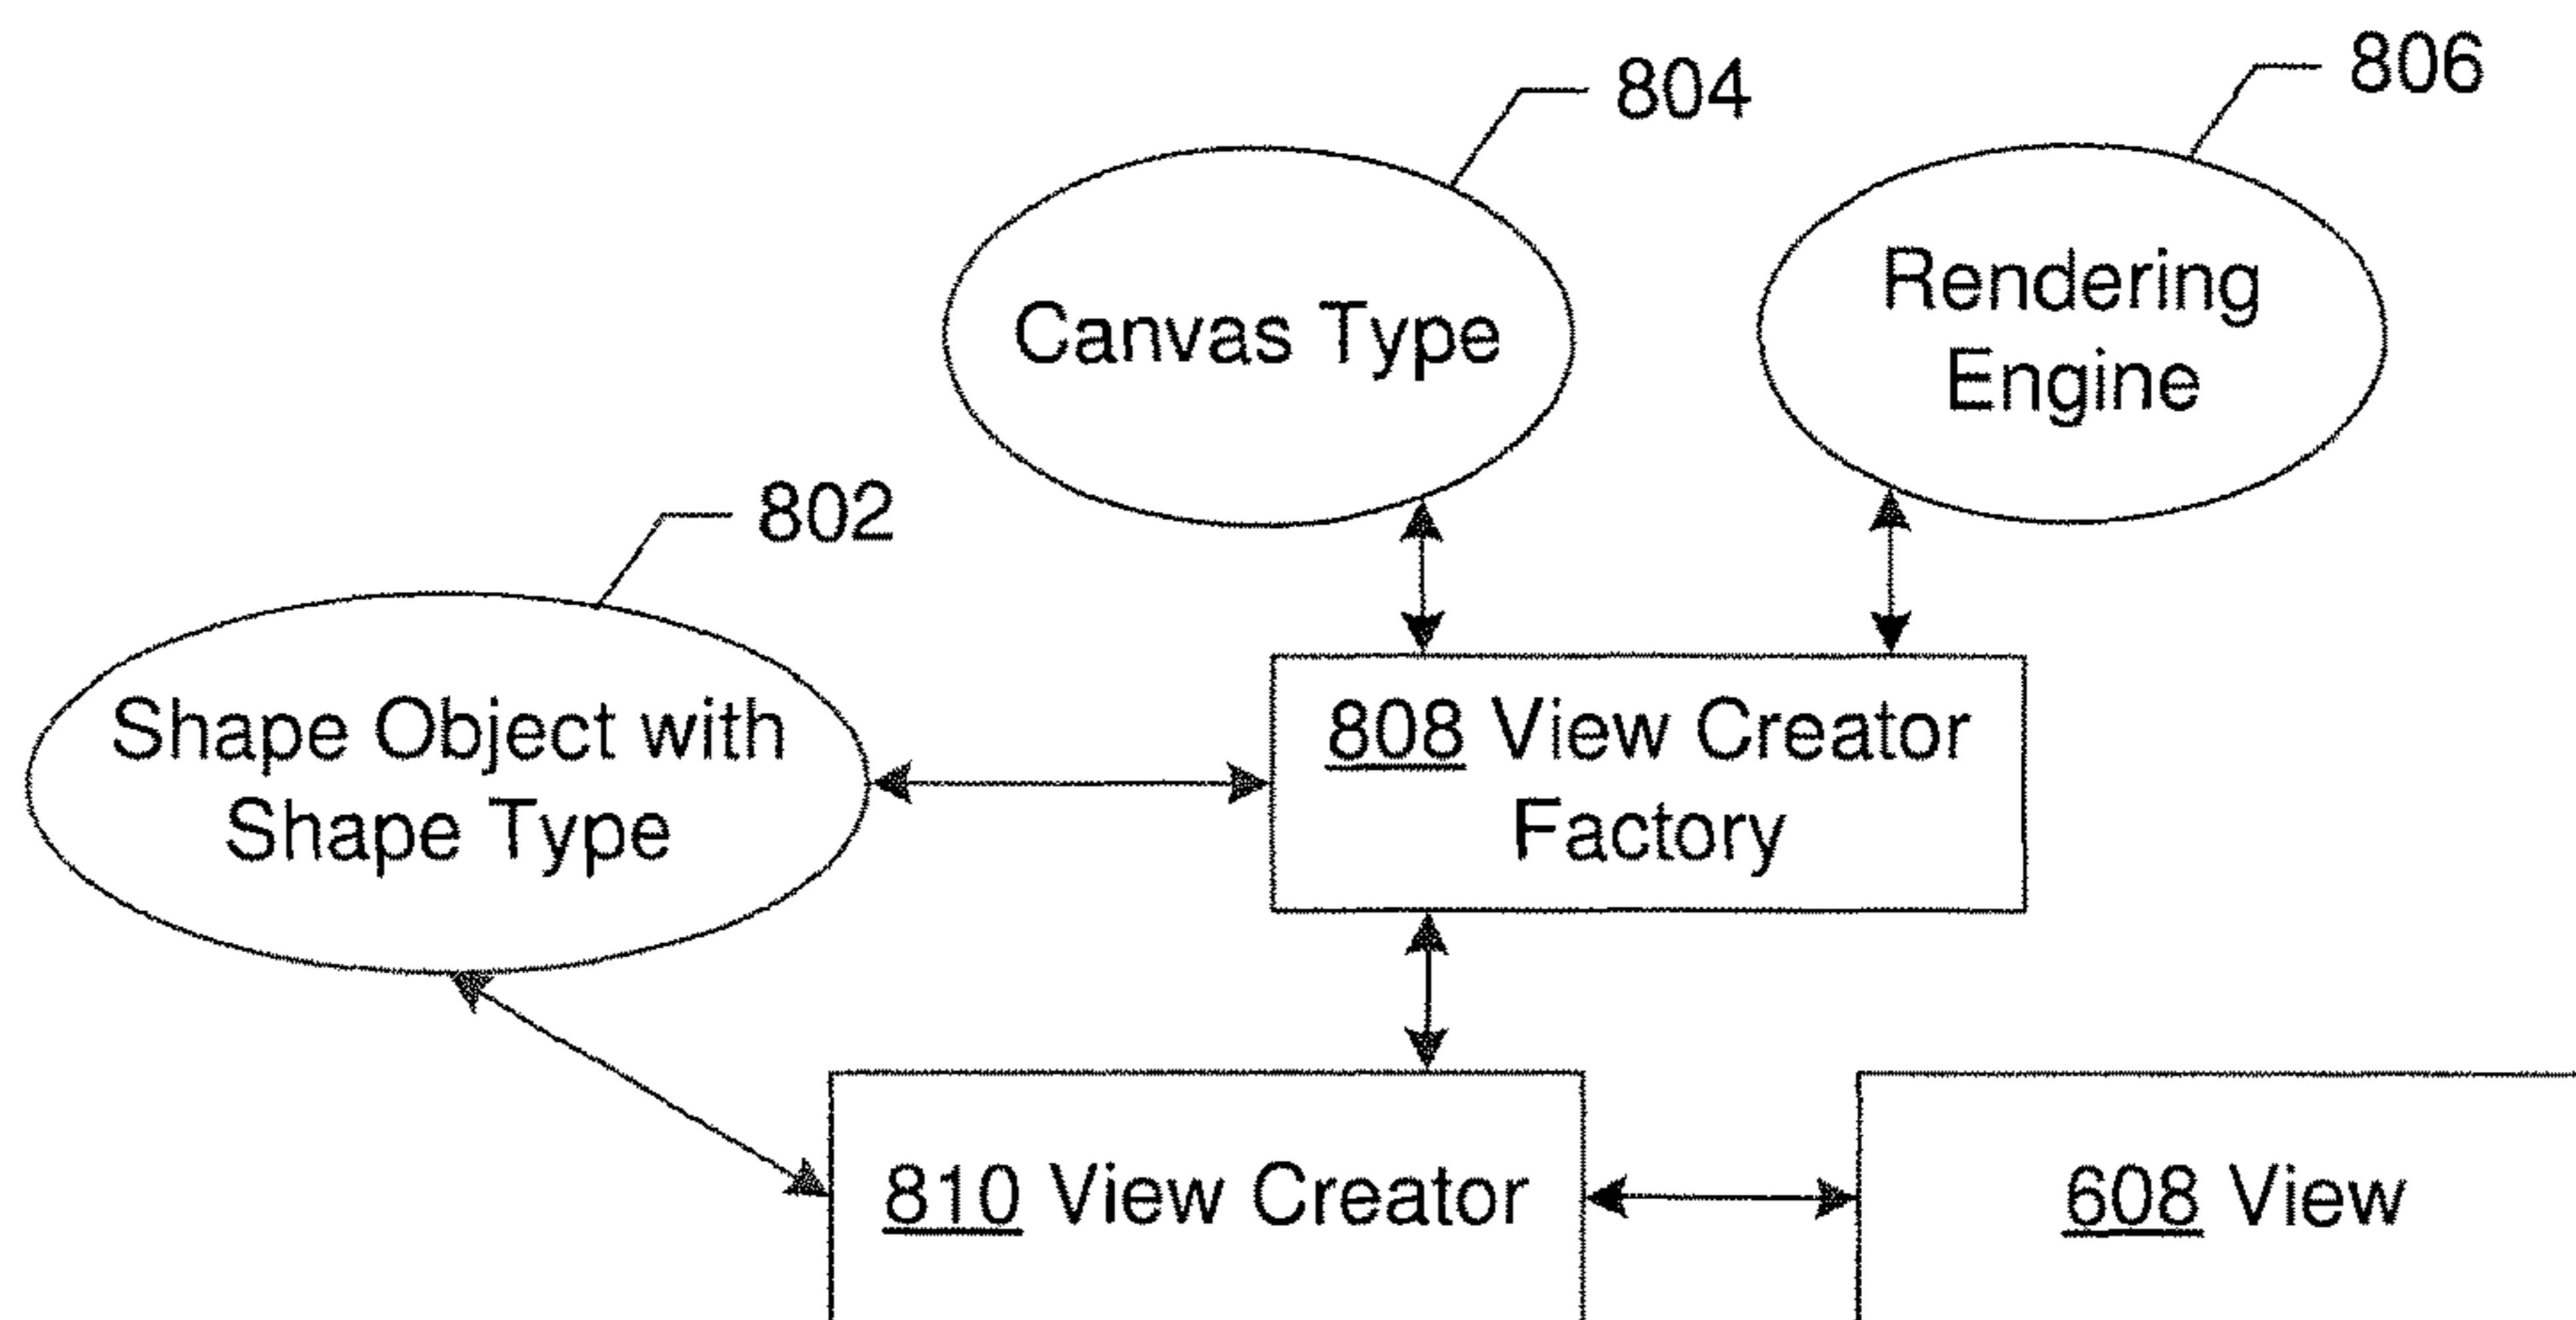 806
804
Rendering
Engine
Canvas Type
802
Shape Object with
Shape Type
808 View Creator
Factory
810 View Creator
608 View